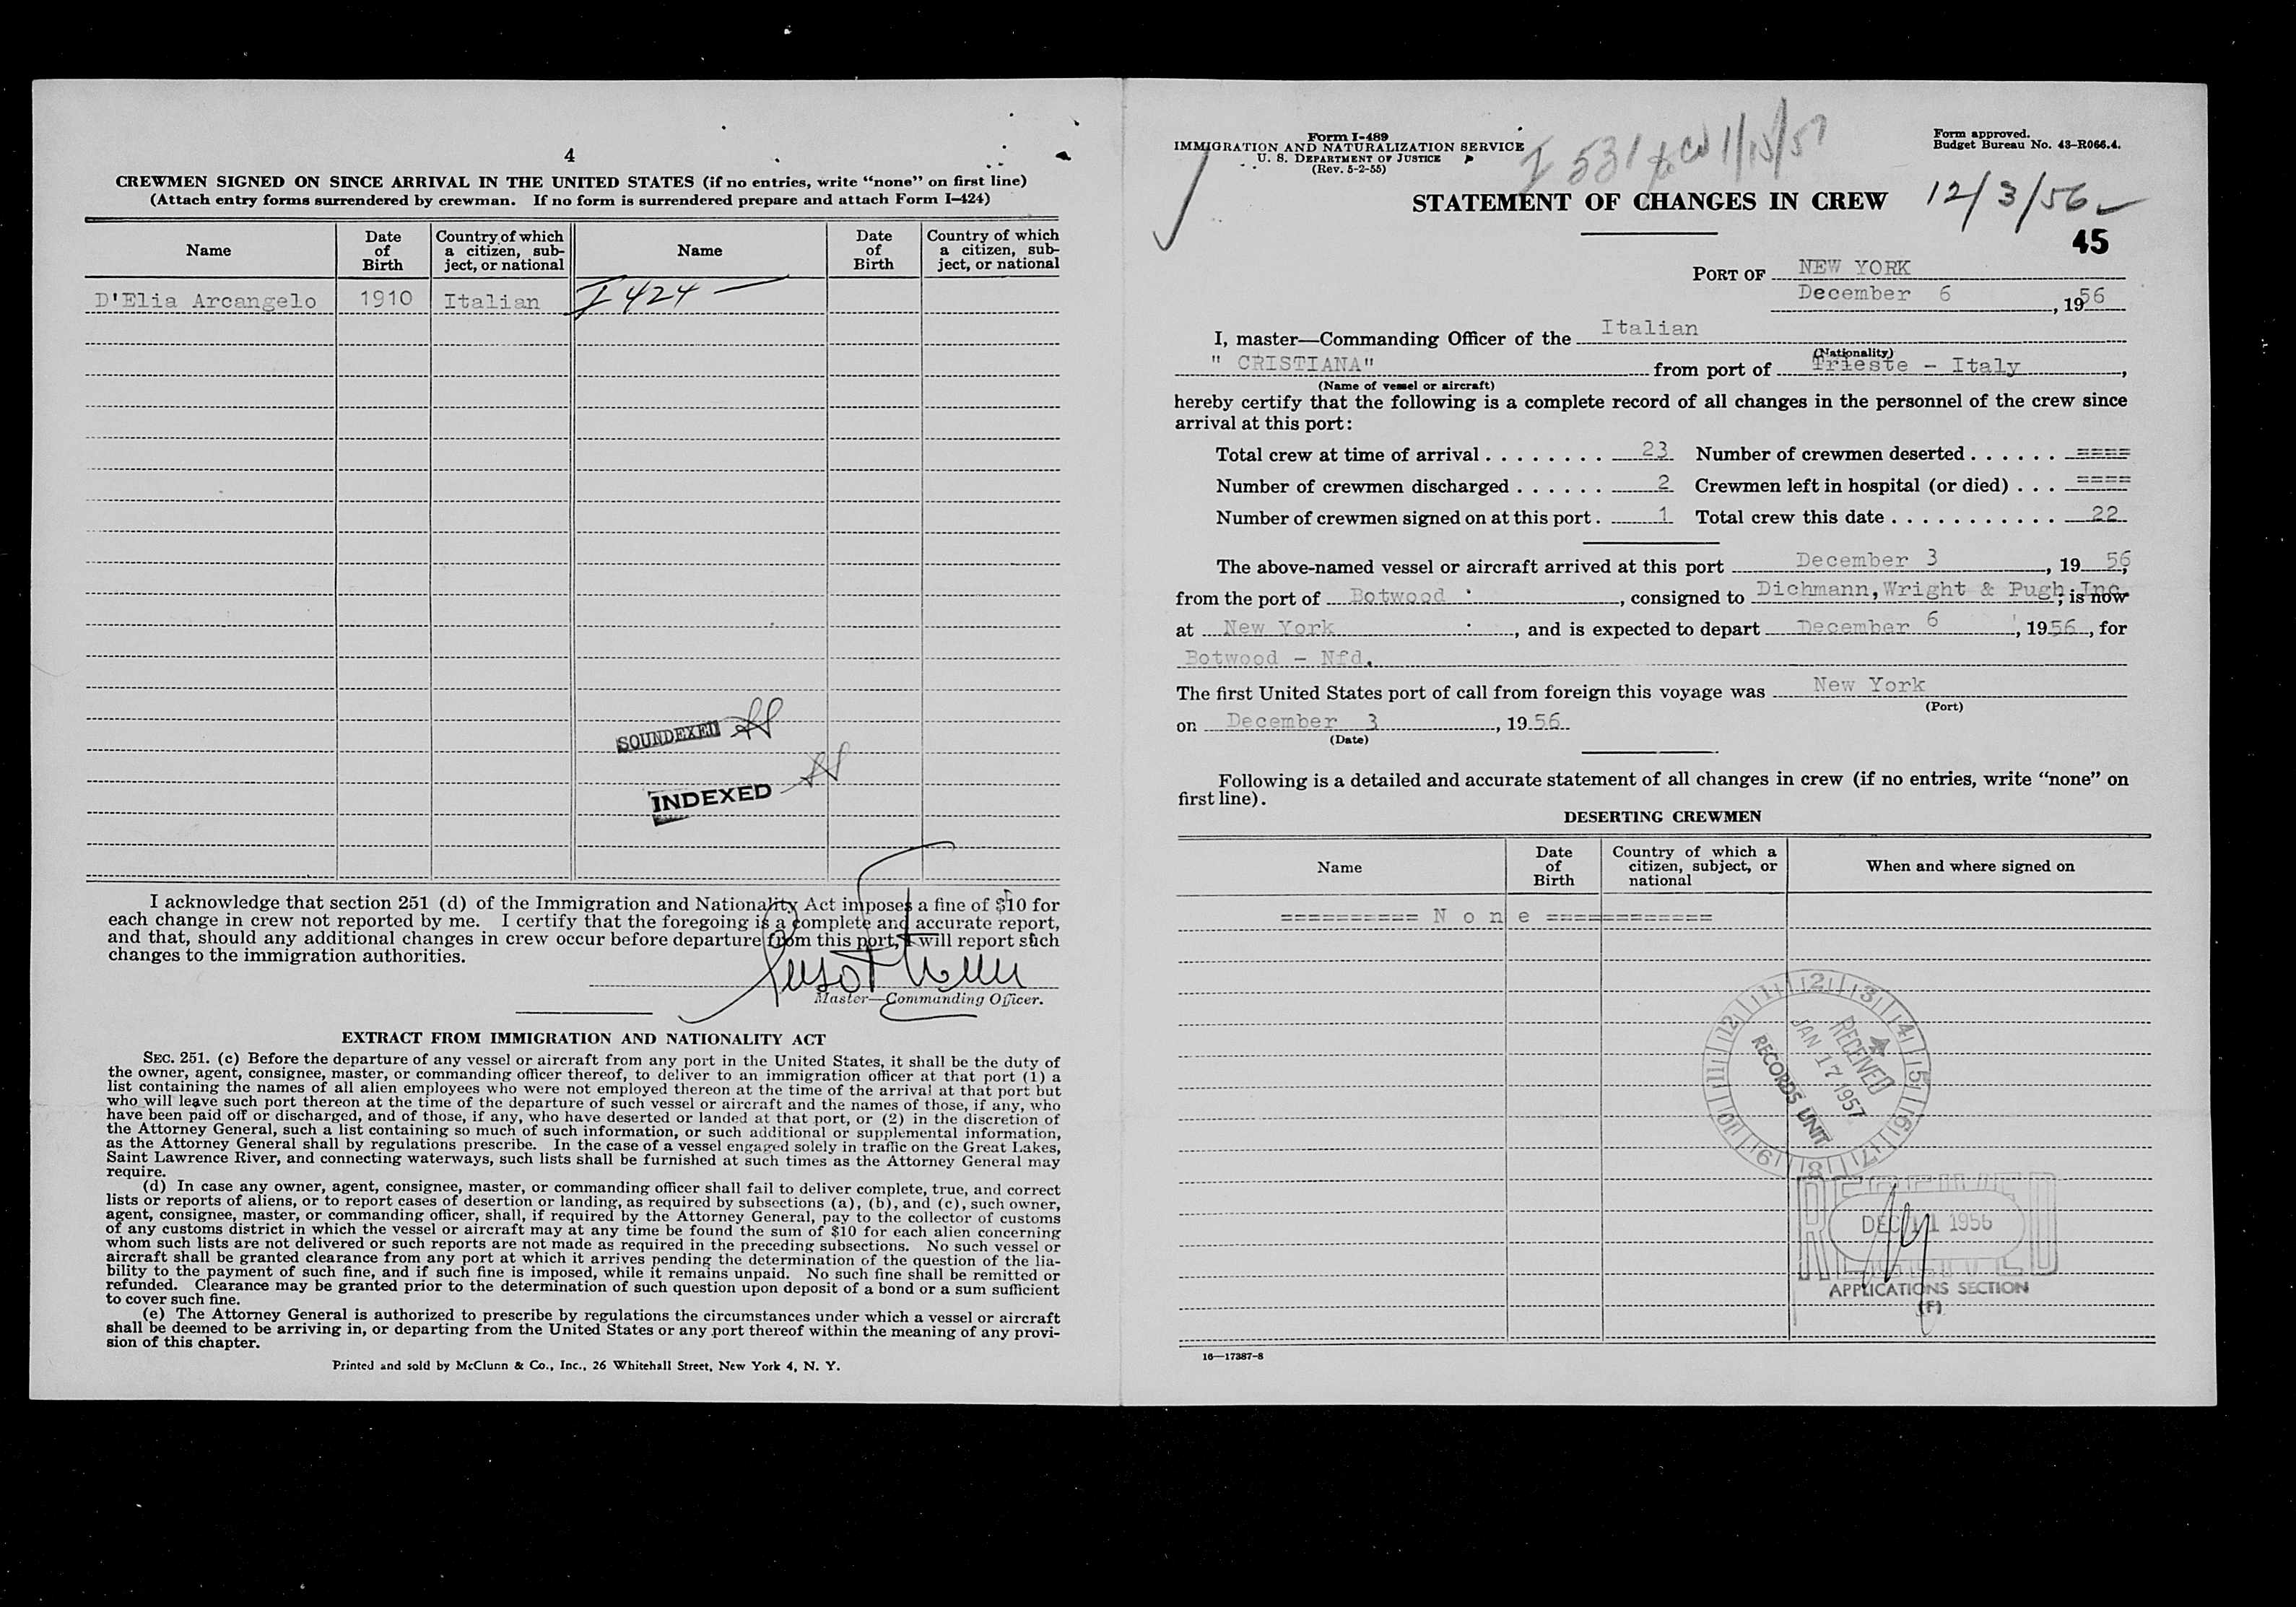 4
CREWMEN SIGNED ON SINCE ARRIVAL IN THE UNITED STATES (if no entries, write “none” on first line)
(Attach entry forms surrendered by crewman. If no form is surrendered prepare and attach Form I-424)
Name
Date of Birth
Country of which a citizen, sub-ject, or national
Name
Date of Birth
Country of which a citizen, sub-ject, or national
D'Elia Arcangelo 1910 Italian I 424 —
SOUNDEXED
INDEXED
I acknowledge that section 251 (d) of the Immigration and Nationality Act imposes a fine of $10 for
each change in crew not reported by me. I certify that the foregoing is a complete and accurate report,
and that, should any additional changes in crew occur before departure from this port, I will report such
changes to the immigration authorities.
Master—Commanding Officer.
EXTRACT FROM IMMIGRATION AND NATIONALITY ACT
SEC. 251. (c) Before the departure of any vessel or aircraft from any port in the United States, it shall be the duty of
the owner, agent, consignee, master, or commanding officer thereof, to deliver to an immigration officer at that port (1) a
list containing the names of all alien employees who were not employed thereon at the time of the arrival at that port but
who will leave such port thereon at the time of the departure of such vessel or aircraft and the names of those, if any, who
have been paid off or discharged, and of those, if any, who have deserted or landed at that port, or (2) in the discretion of
the Attorney General, such a list containing so much of such information, or such additional or supplemental information,
as the Attorney General shall by regulations prescribe. In the case of a vessel engaged solely in traffic on the Great Lakes,
Saint Lawrence River, and connecting waterways, such lists shall be furnished at such times as the Attorney General may
require.
(d) In case any owner, agent, consignee, master, or commanding officer shall fail to deliver complete, true, and correct
lists or reports of aliens, or to report cases of desertion or landing, as required by subsections (a), (b), and (c), such owner,
agent, consignee, master, or commanding officer, shall, if required by the Attorney General, pay to the collector of customs
of any customs district in which the vessel or aircraft may at any time be found the sum of $10 for each alien concerning
whom such lists are not delivered or such reports are not made as required in the preceding subsections. No such vessel or
aircraft shall be granted clearance from any port at which it arrives pending the determination of the question of the lia-
bility to the payment of such fine, and if such fine is imposed, while it remains unpaid. No such fine shall be remitted or
refunded. Clearance may be granted prior to the determination of such question upon deposit of a bond or a sum sufficient
to cover such fine.
(e) The Attorney General is authorized to prescribe by regulations the circumstances under which a vessel or aircraft
shall be deemed to be arriving in, or departing from the United States or any port thereof within the meaning of any provi-
sion of this chapter.
Printed and sold by McClunn & Co., Inc., 26 Whitehall Street, New York 4, N. Y.
Form I-489
IMMIGRATION AND NATURALIZATION SERVICE
U. S. DEPARTMENT OF JUSTICE
(Rev. 5-2-55)
I 531 1/15/57
Form approved.
Budget Bureau No. 43-R066.4.
STATEMENT OF CHANGES IN CREW
12/3/56
45
PORT OF NEW YORK
December 6, 1956
I, master—Commanding Officer of the Italian
(Nationality)
" CRISTIANA" from port of Trieste - Italy,
(Name of vessel or aircraft)
hereby certify that the following is a complete record of all changes in the personnel of the crew since
arrival at this port:
Total crew at time of arrival . . . . . . . . 23 Number of crewmen deserted . . . . . . ====
Number of crewmen discharged . . . . . . 2 Crewmen left in hospital (or died) . . . ====
Number of crewmen signed on at this port . 1 Total crew this date . . . . . . . . . . . . 22
The above-named vessel or aircraft arrived at this port December 3, 1956,
from the port of Botwood, consigned to Dichmann, Wright & Pugh, Inc; is now
at New York, and is expected to depart December 6, 1956, for
Botwood - Nfd.
The first United States port of call from foreign this voyage was New York
(Port)
on December 3, 1956
(Date)
Following is a detailed and accurate statement of all changes in crew (if no entries, write “none” on
first line).
DESERTING CREWMEN
Name
Date of Birth
Country of which a citizen, subject, or national
When and where signed on
========== N o n e ============
1 2 3 4 5 6 7 8 9 10 11 12
RECEIVED
JAN 17 1957
RECORDS UNIT
RECEIVED
DEC 11 1956
APPLICATIONS SECTION
(F)
16—17387-8